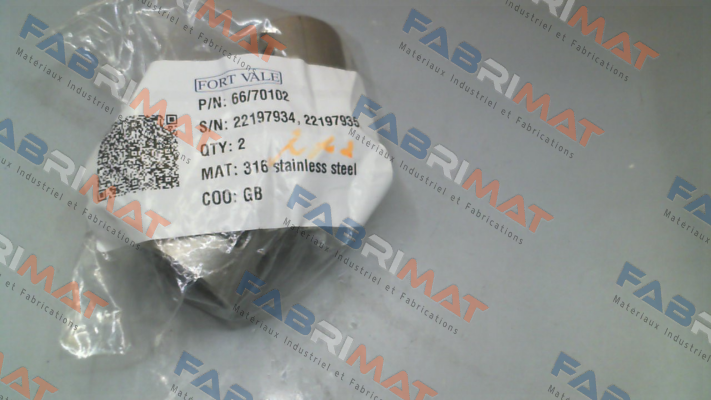 FORT VALE
P/N: 66/70102
S/N: 22197934, 22197935
QTY: 2
MAT: 316 stainless steel
COO: GB
FABRIMAT
Materiaux Industriel et Fabrications